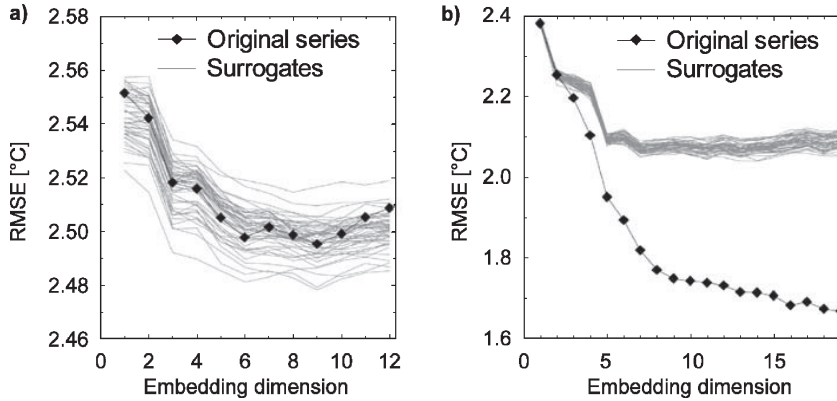 a)
Original series
Surrogates
2.58
2.56
2.54
2.52
2.50
2.48
2.46
RMSE [°C]
0 2 4 6 8 10 12
Embedding dimension
b)
Original series
Surrogates
2.4
2.2
2.0
1.8
1.6
RMSE [°C]
0 5 10 15
Embedding dimension